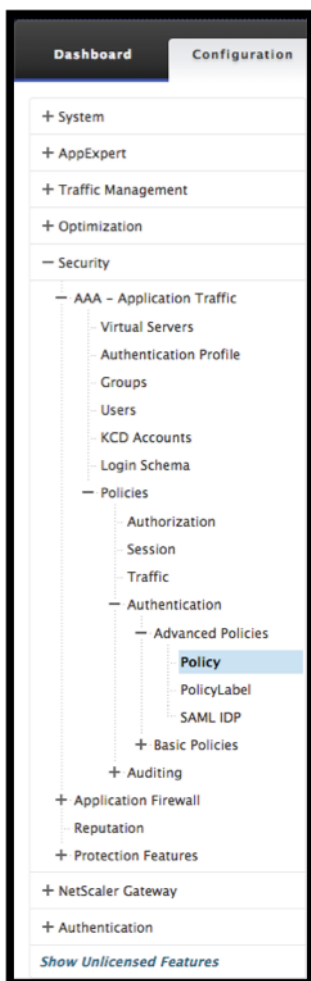 Dashboard Configuration
+ System
+ AppExpert
+ Traffic Management
+ Optimization
− Security
− AAA – Application Traffic
Virtual Servers
Authentication Profile
Groups
Users
KCD Accounts
Login Schema
− Policies
Authorization
Session
Traffic
− Authentication
− Advanced Policies
Policy
PolicyLabel
SAML IDP
+ Basic Policies
+ Auditing
+ Application Firewall
Reputation
+ Protection Features
+ NetScaler Gateway
+ Authentication
Show Unlicensed Features